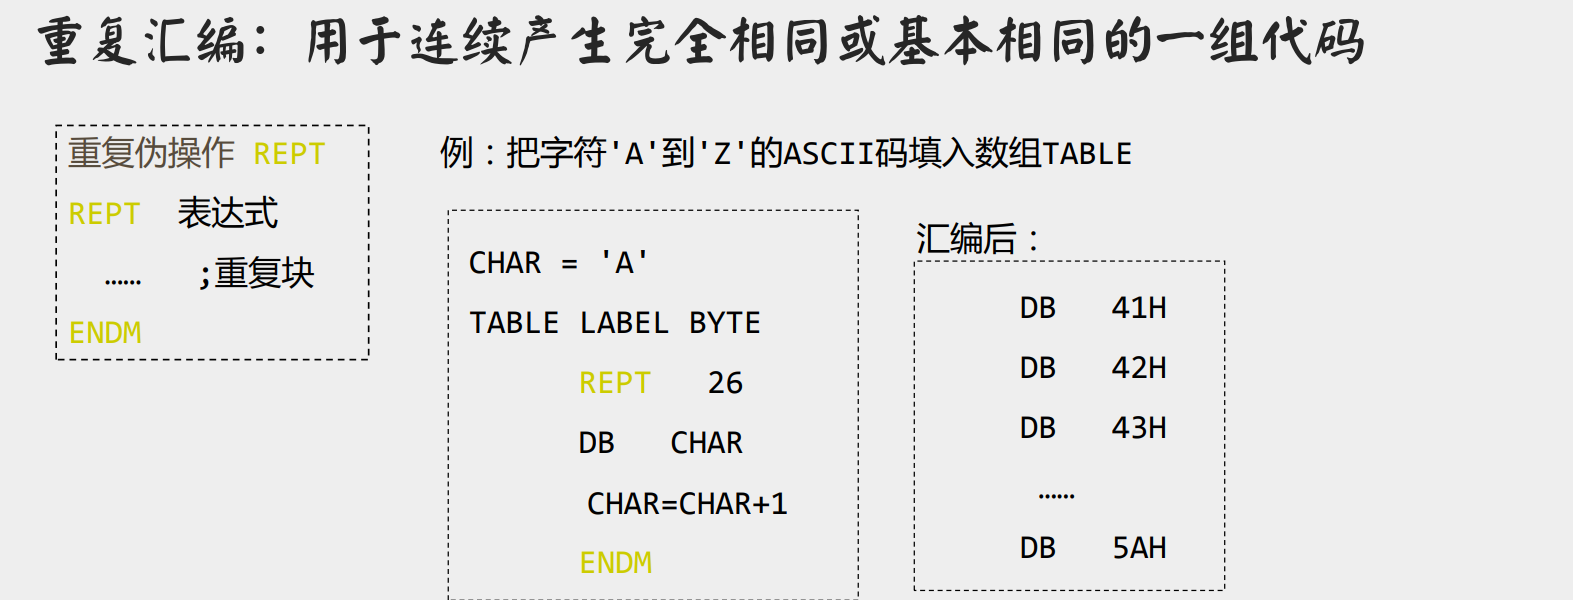 重复汇编：用于连续产生完全相同或基本相同的一组代码
重复伪操作 REPT
REPT 表达式
…… ;重复块
ENDM
例：把字符'A'到'Z'的ASCII码填入数组TABLE
CHAR = 'A'
TABLE LABEL BYTE
REPT 26
DB CHAR
CHAR=CHAR+1
ENDM
汇编后：
DB 41H
DB 42H
DB 43H
……
DB 5AH